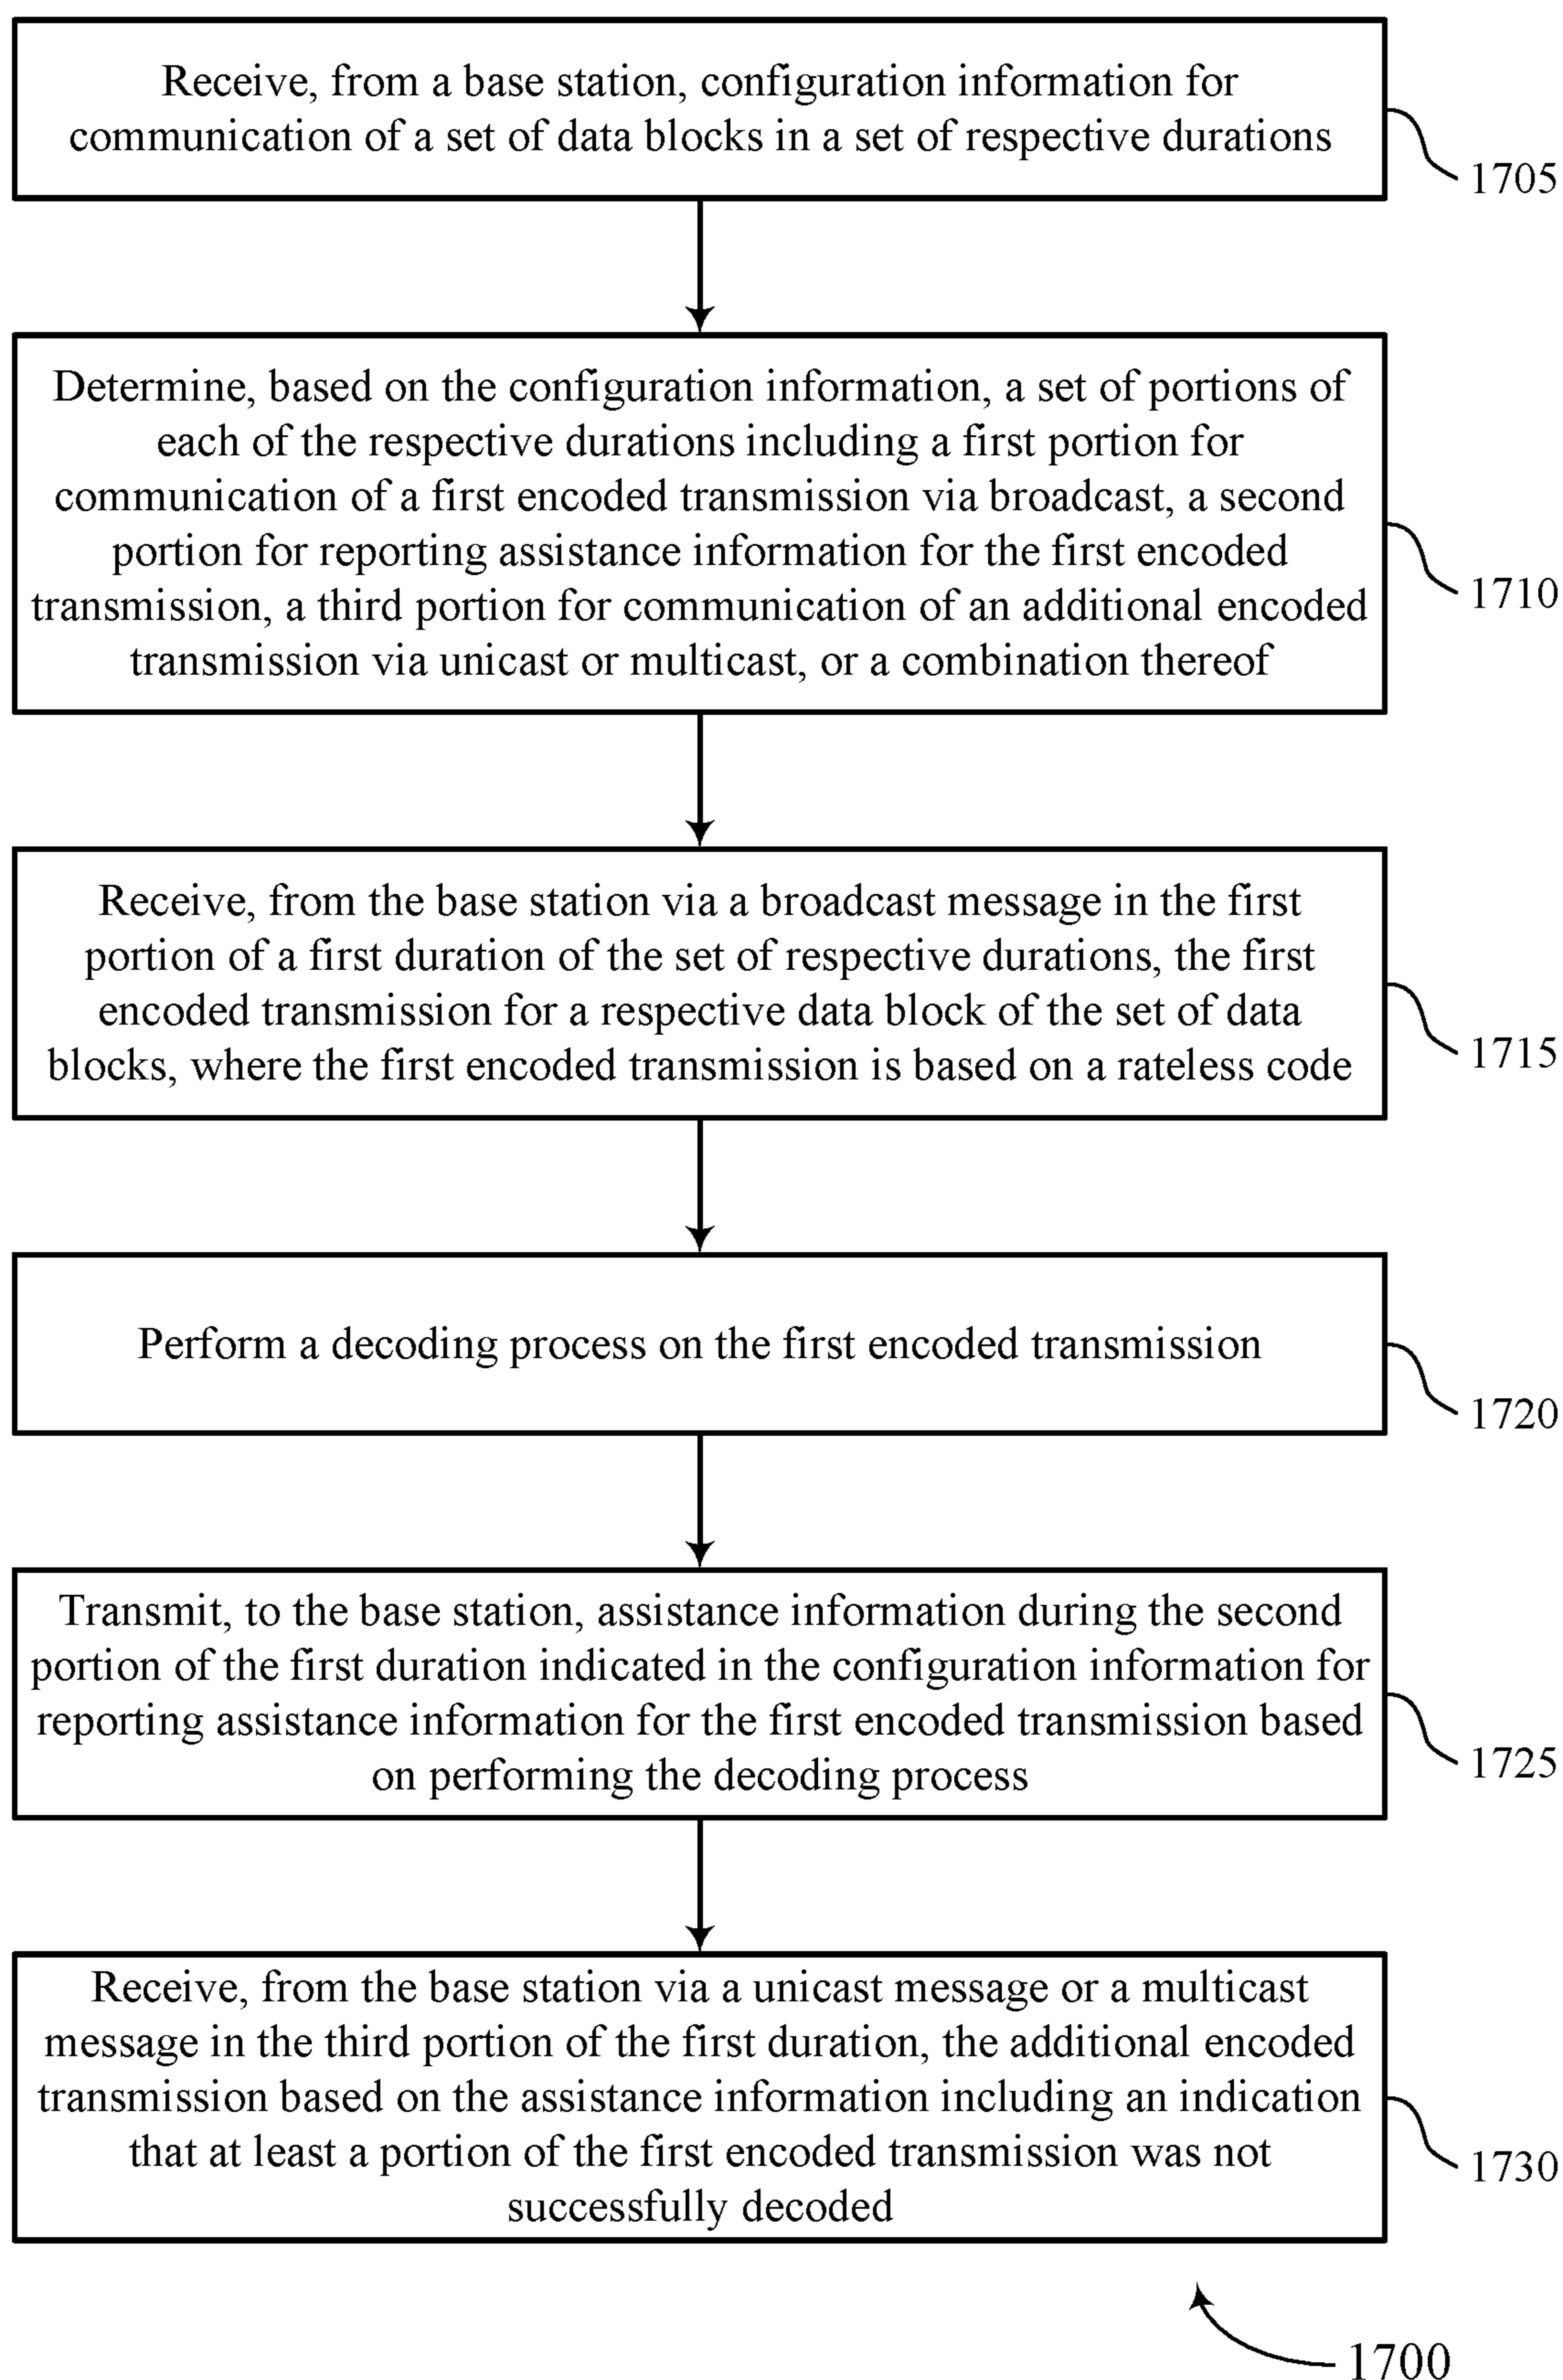 Receive, from a base station, configuration information for
communication of a set of data blocks in a set of respective durations
1705
Determine, based on the configuration information, a set of portions of
each of the respective durations including a first portion for
communication of a first encoded transmission via broadcast, a second
portion for reporting assistance information for the first encoded
transmission, a third portion for communication of an additional encoded
transmission via unicast or multicast, or a combination thereof
1710
Receive, from the base station via a broadcast message in the first
portion of a first duration of the set of respective durations, the first
encoded transmission for a respective data block of the set of data
blocks, where the first encoded transmission is based on a rateless code
1715
Perform a decoding process on the first encoded transmission
1720
Transmit, to the base station, assistance information during the second
portion of the first duration indicated in the configuration information for
reporting assistance information for the first encoded transmission based
on performing the decoding process
1725
Receive, from the base station via a unicast message or a multicast
message in the third portion of the first duration, the additional encoded
transmission based on the assistance information including an indication
that at least a portion of the first encoded transmission was not
successfully decoded
1730
1700